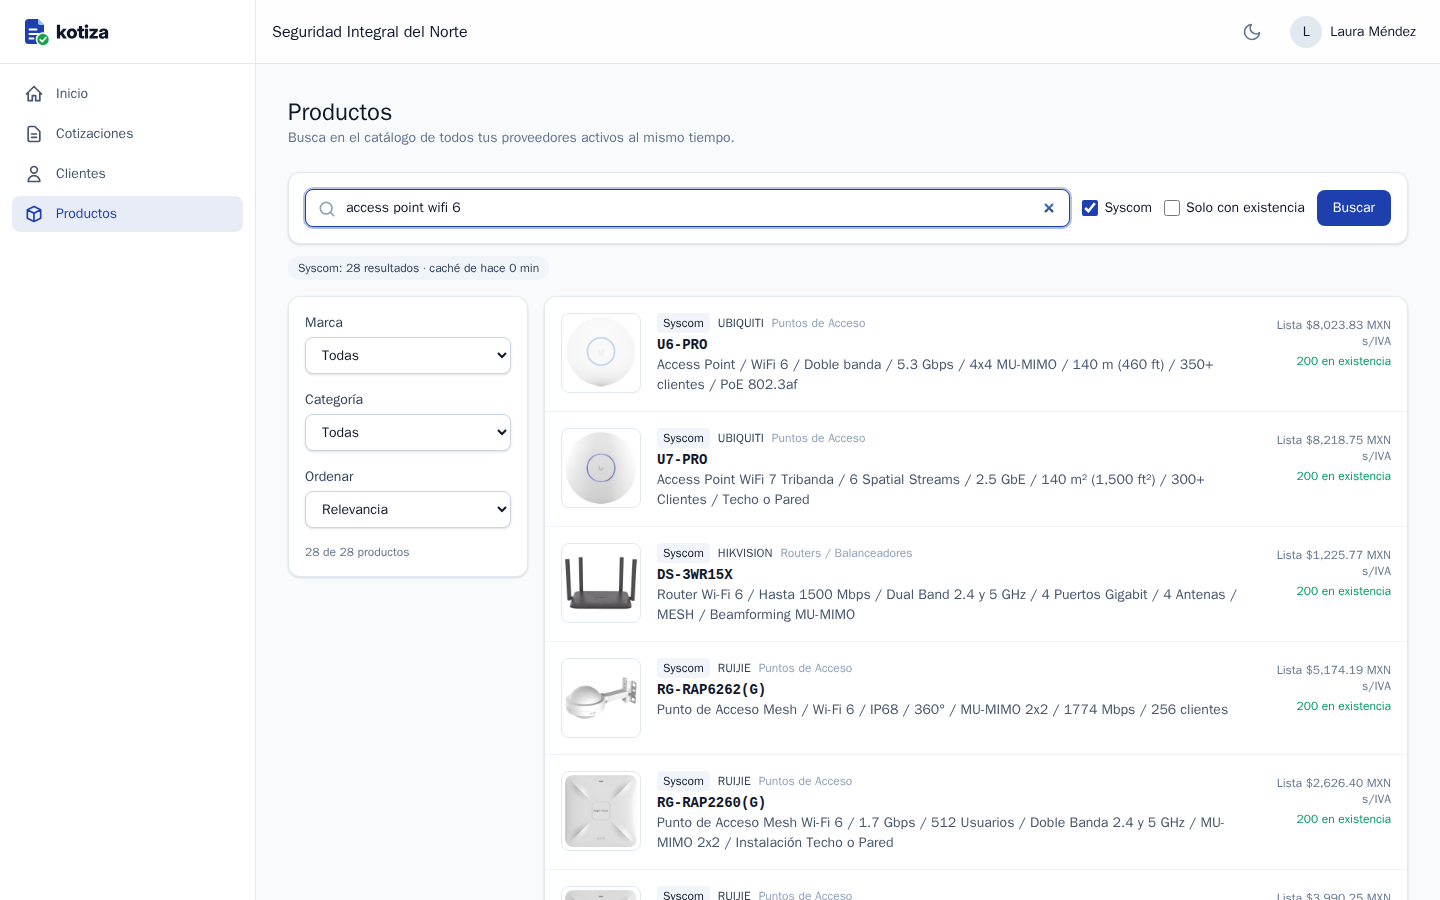 kotiza
Seguridad Integral del Norte
L
Laura Méndez
Inicio
Cotizaciones
Clientes
Productos
Productos
Busca en el catálogo de todos tus proveedores activos al mismo tiempo.
access point wifi 6
Syscom
Solo con existencia
Buscar
Syscom: 28 resultados · caché de hace 0 min
Marca
Todas
Categoría
Todas
Ordenar
Relevancia
28 de 28 productos
Syscom UBIQUITI Puntos de Acceso
U6-PRO
Access Point / WiFi 6 / Doble banda / 5.3 Gbps / 4x4 MU-MIMO / 140 m (460 ft) / 350+
clientes / PoE 802.3af
Lista $8,023.83 MXN
s/IVA
200 en existencia
Syscom UBIQUITI Puntos de Acceso
U7-PRO
Access Point WiFi 7 Tribanda / 6 Spatial Streams / 2.5 GbE / 140 m² (1,500 ft²) / 300+
Clientes / Techo o Pared
Lista $8,218.75 MXN
s/IVA
200 en existencia
Syscom HIKVISION Routers / Balanceadores
DS-3WR15X
Router Wi-Fi 6 / Hasta 1500 Mbps / Dual Band 2.4 y 5 GHz / 4 Puertos Gigabit / 4 Antenas /
MESH / Beamforming MU-MIMO
Lista $1,225.77 MXN
s/IVA
200 en existencia
Syscom RUIJIE Puntos de Acceso
RG-RAP6262(G)
Punto de Acceso Mesh / Wi-Fi 6 / IP68 / 360° / MU-MIMO 2x2 / 1774 Mbps / 256 clientes
Lista $5,174.19 MXN
s/IVA
200 en existencia
Syscom RUIJIE Puntos de Acceso
RG-RAP2260(G)
Punto de Acceso Mesh Wi-Fi 6 / 1.7 Gbps / 512 Usuarios / Doble Banda 2.4 y 5 GHz / MU-
MIMO 2x2 / Instalación Techo o Pared
Lista $2,626.40 MXN
s/IVA
200 en existencia
Syscom RUIJIE Puntos de Acceso
Lista $3,990.25 MXN